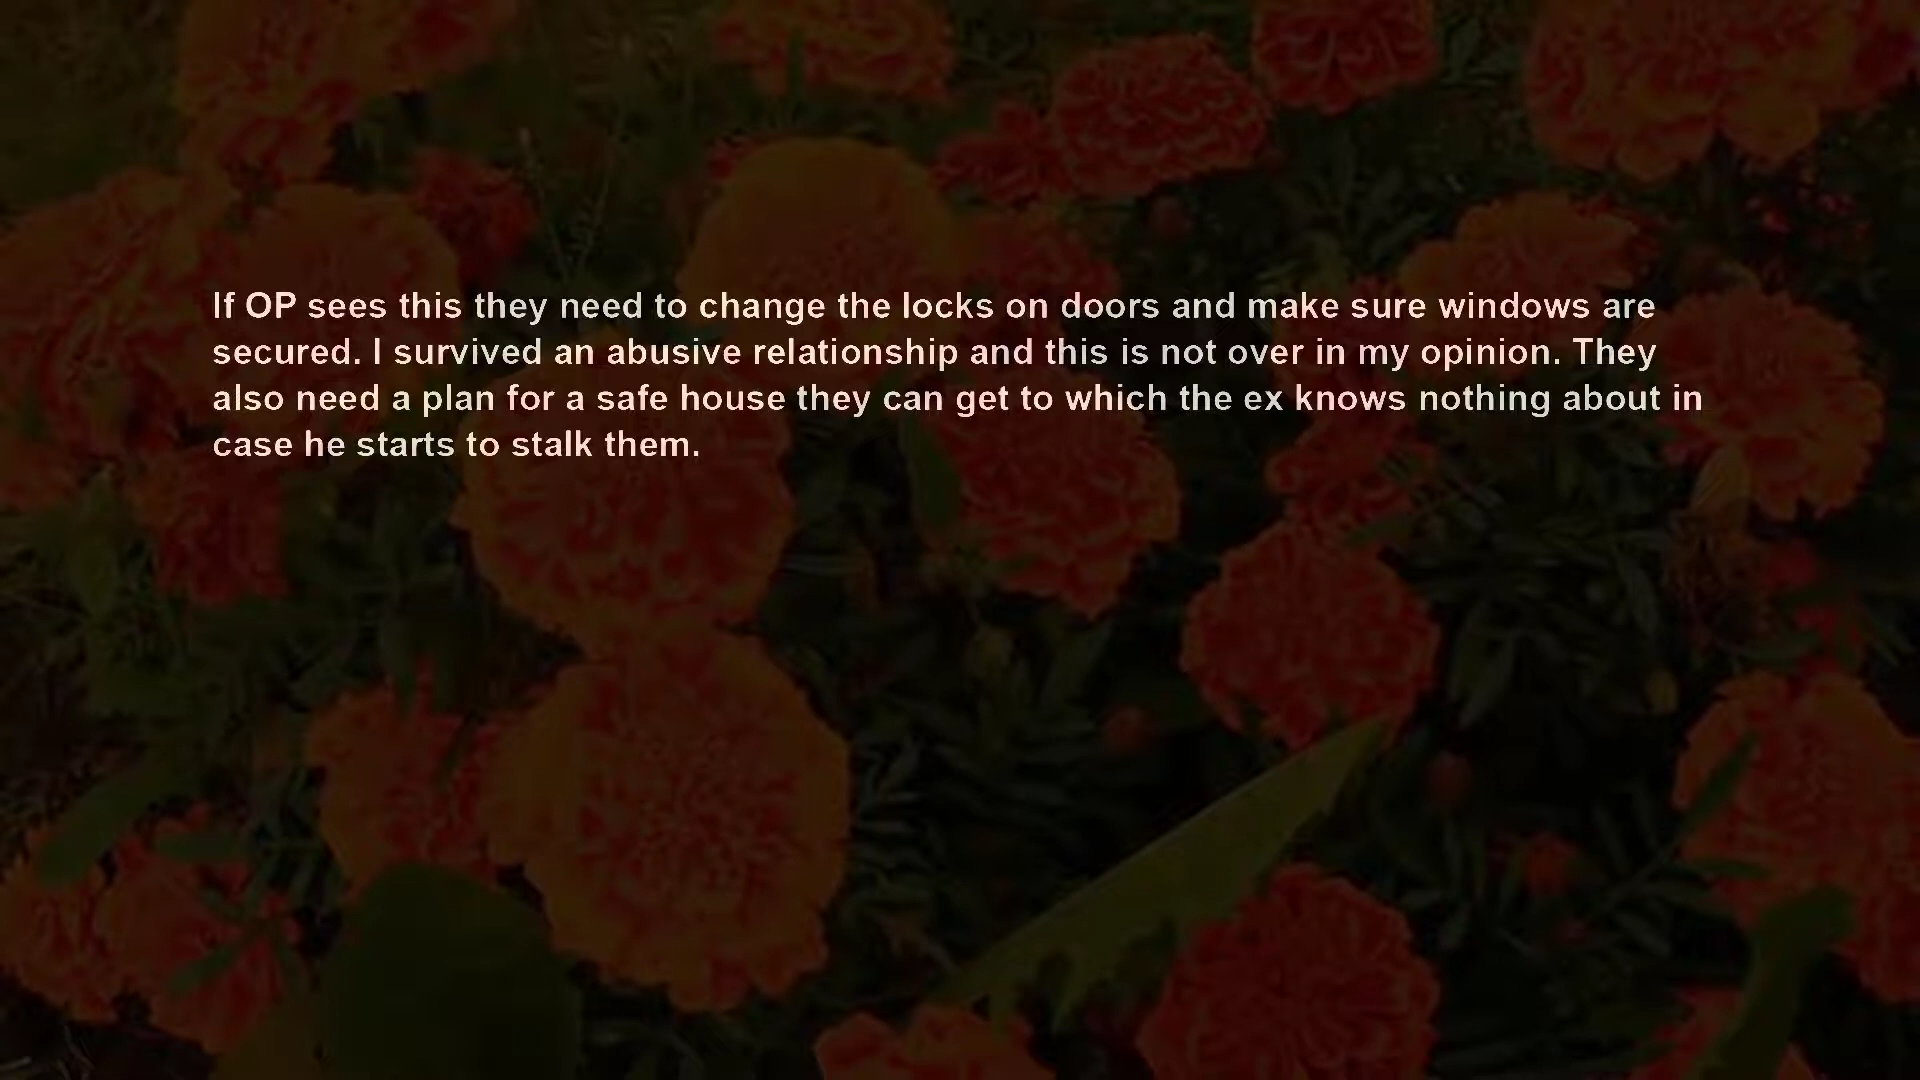 If OP sees this they need to change the locks on doors and make sure windows are
secured. I survived an abusive relationship and this is not over in my opinion. They
also need a plan for a safe house they can get to which the ex knows nothing about in
case he starts to stalk them.